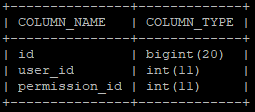 +---------------+-------------+
| COLUMN_NAME   | COLUMN_TYPE |
+---------------+-------------+
| id            | bigint(20)  |
| user_id       | int(11)     |
| permission_id | int(11)     |
+---------------+-------------+